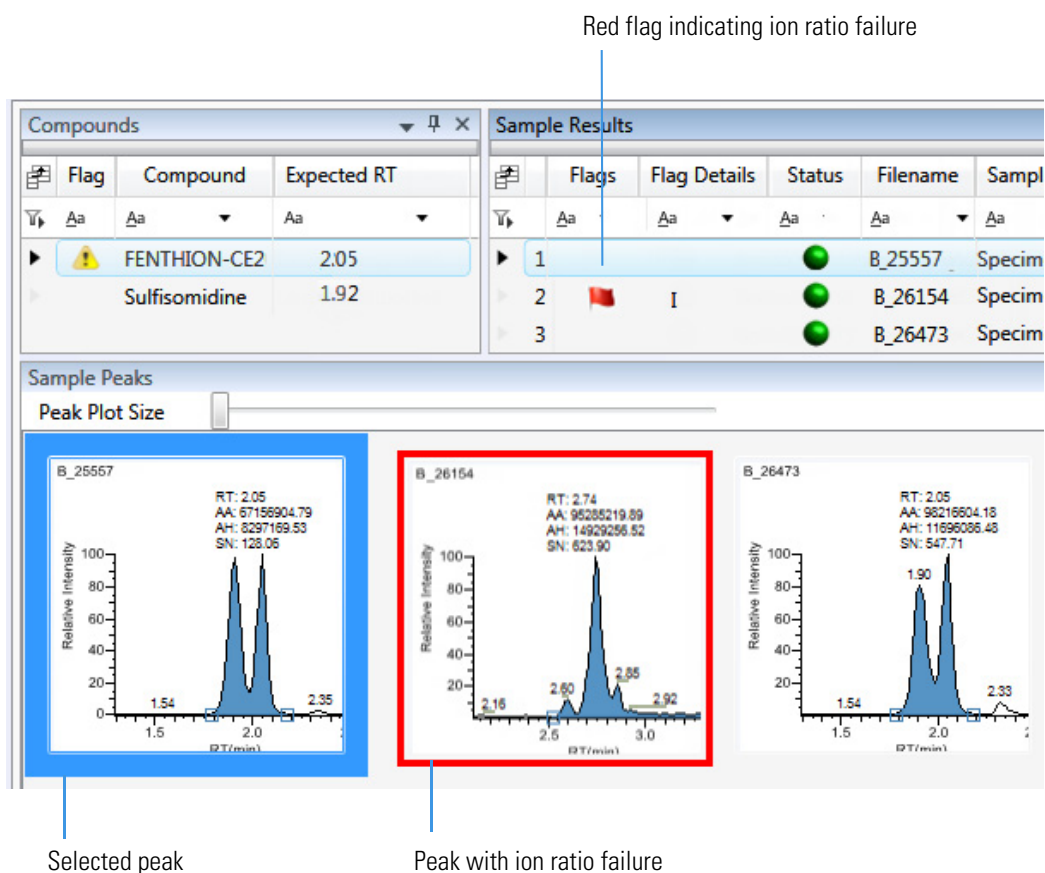 Red flag indicating ion ratio failure
Compounds
Flag Compound Expected RT
Aa Aa Aa
FENTHION-CE2 2.05
Sulfisomidine 1.92
Sample Results
Flags Flag Details Status Filename Sampl
Aa Aa Aa Aa Aa
1 B_25557 Specim
2 I B_26154 Specim
3 B_26473 Specim
Sample Peaks
Peak Plot Size
B_25557
RT: 2.05
AA: 67156904.79
AH: 8297169.53
SN: 128.06
Relative Intensity
100
80
60
40
20
0
1.54
2.35
1.5 2.0
RT(min)
B_26154
RT: 2.74
AA: 95285219.89
AH: 14929256.52
SN: 623.90
Relative Intensity
100
80
60
40
20
2.16
2.60
2.85
2.92
2.5 3.0
RT(min)
B_26473
RT: 2.05
AA: 98216604.18
AH: 11696086.48
SN: 547.71
Relative Intensity
100
80
60
40
20
1.90
1.54
2.33
1.5 2.0
RT(min)
Selected peak
Peak with ion ratio failure